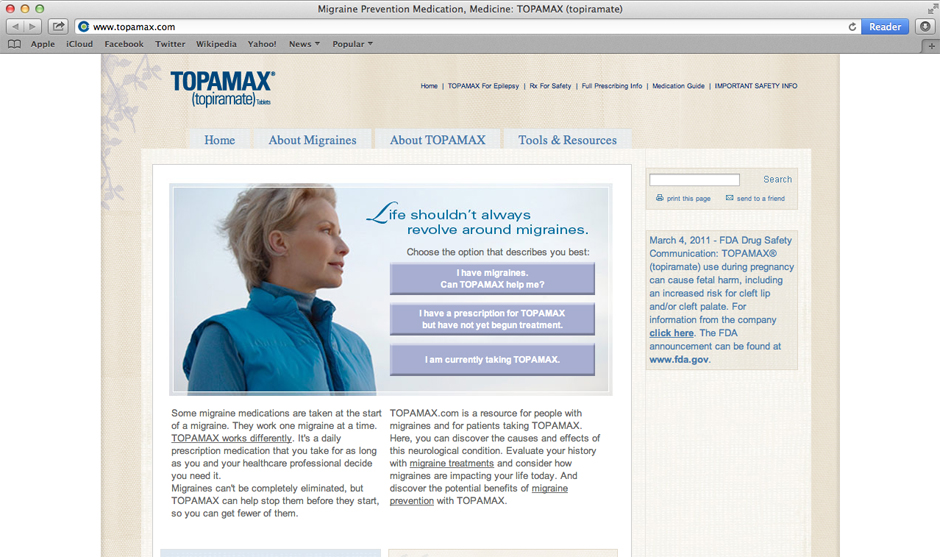 Migraine Prevention Medication, Medicine: TOPAMAX (topiramate)
www.topamax.com
Reader
Apple iCloud Facebook Twitter Wikipedia Yahoo! News Popular
TOPAMAX®
(topiramate) Tablets
Home | TOPAMAX For Epilepsy | Rx For Safety | Full Prescribing Info | Medication Guide | IMPORTANT SAFETY INFO
Home About Migraines About TOPAMAX Tools & Resources
Life shouldn't always
revolve around migraines.
Choose the option that describes you best:
I have migraines.
Can TOPAMAX help me?
I have a prescription for TOPAMAX
but have not yet begun treatment.
I am currently taking TOPAMAX.
Some migraine medications are taken at the start
of a migraine. They work one migraine at a time.
TOPAMAX works differently. It's a daily
prescription medication that you take for as long
as you and your healthcare professional decide
you need it.
Migraines can't be completely eliminated, but
TOPAMAX can help stop them before they start,
so you can get fewer of them.
TOPAMAX.com is a resource for people with
migraines and for patients taking TOPAMAX.
Here, you can discover the causes and effects of
this neurological condition. Evaluate your history
with migraine treatments and consider how
migraines are impacting your life today. And
discover the potential benefits of migraine
prevention with TOPAMAX.
Search
print this page send to a friend
March 4, 2011 - FDA Drug Safety
Communication: TOPAMAX®
(topiramate) use during pregnancy
can cause fetal harm, including
an increased risk for cleft lip
and/or cleft palate. For
information from the company
click here. The FDA
announcement can be found at
www.fda.gov.